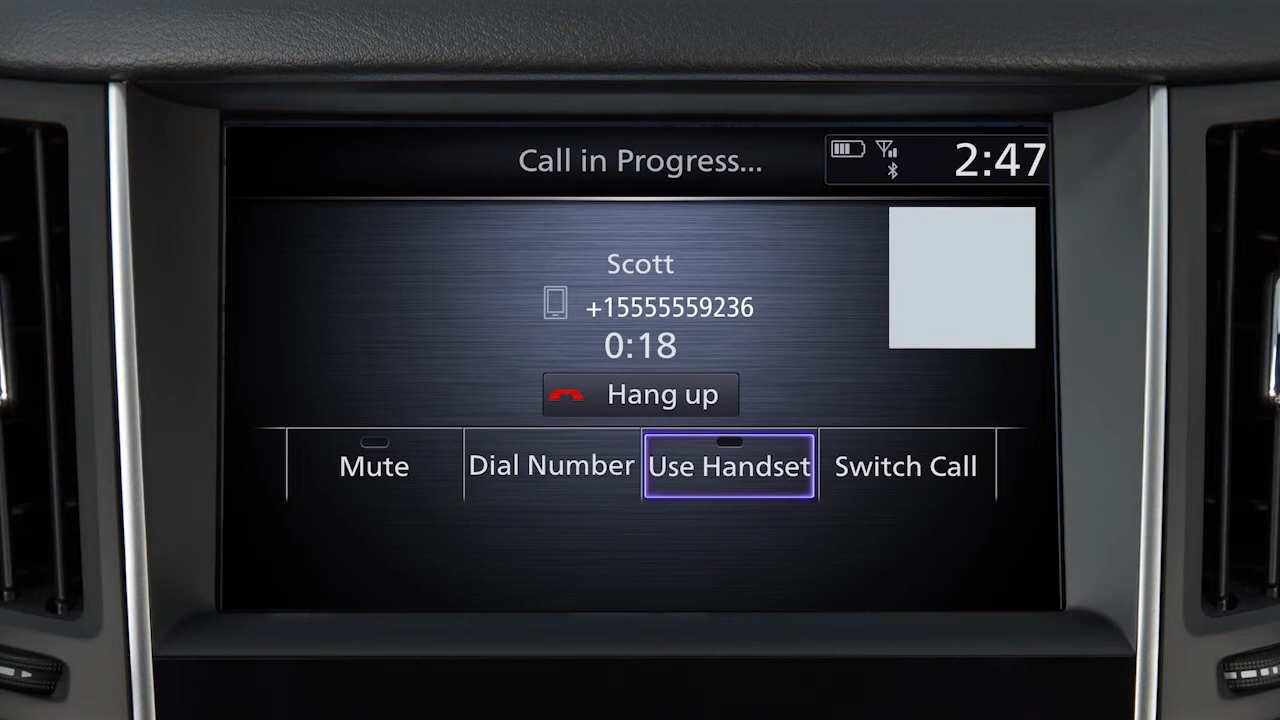 Call in Progress...
2:47
Scott
+15555559236
0:18
Hang up
Mute
Dial Number
Use Handset
Switch Call